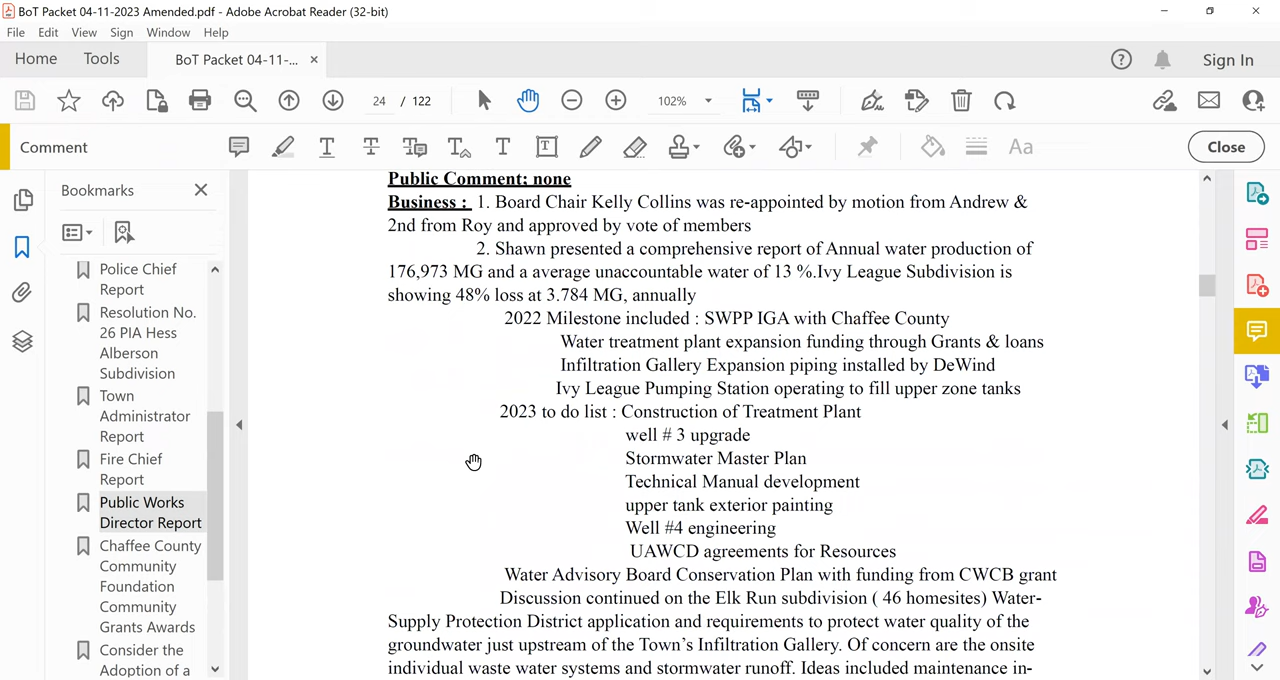 BoT Packet 04-11-2023 Amended.pdf - Adobe Acrobat Reader (32-bit)
File Edit View Sign Window Help
Home Tools BoT Packet 04-11-... × Sign In
24 / 122 102%
Comment Close
Bookmarks
Police Chief
Report
Resolution No.
26 PIA Hess
Alberson
Subdivision
Town
Administrator
Report
Fire Chief
Report
Public Works
Director Report
Chaffee County
Community
Foundation
Community
Grants Awards
Consider the
Adoption of a
Public Comment; none
Business : 1. Board Chair Kelly Collins was re-appointed by motion from Andrew &
2nd from Roy and approved by vote of members
2. Shawn presented a comprehensive report of Annual water production of
176,973 MG and a average unaccountable water of 13 %.Ivy League Subdivision is
showing 48% loss at 3.784 MG, annually
2022 Milestone included : SWPP IGA with Chaffee County
Water treatment plant expansion funding through Grants & loans
Infiltration Gallery Expansion piping installed by DeWind
Ivy League Pumping Station operating to fill upper zone tanks
2023 to do list : Construction of Treatment Plant
well # 3 upgrade
Stormwater Master Plan
Technical Manual development
upper tank exterior painting
Well #4 engineering
UAWCD agreements for Resources
Water Advisory Board Conservation Plan with funding from CWCB grant
Discussion continued on the Elk Run subdivision ( 46 homesites) Water-
Supply Protection District application and requirements to protect water quality of the
groundwater just upstream of the Town's Infiltration Gallery. Of concern are the onsite
individual waste water systems and stormwater runoff. Ideas included maintenance in-